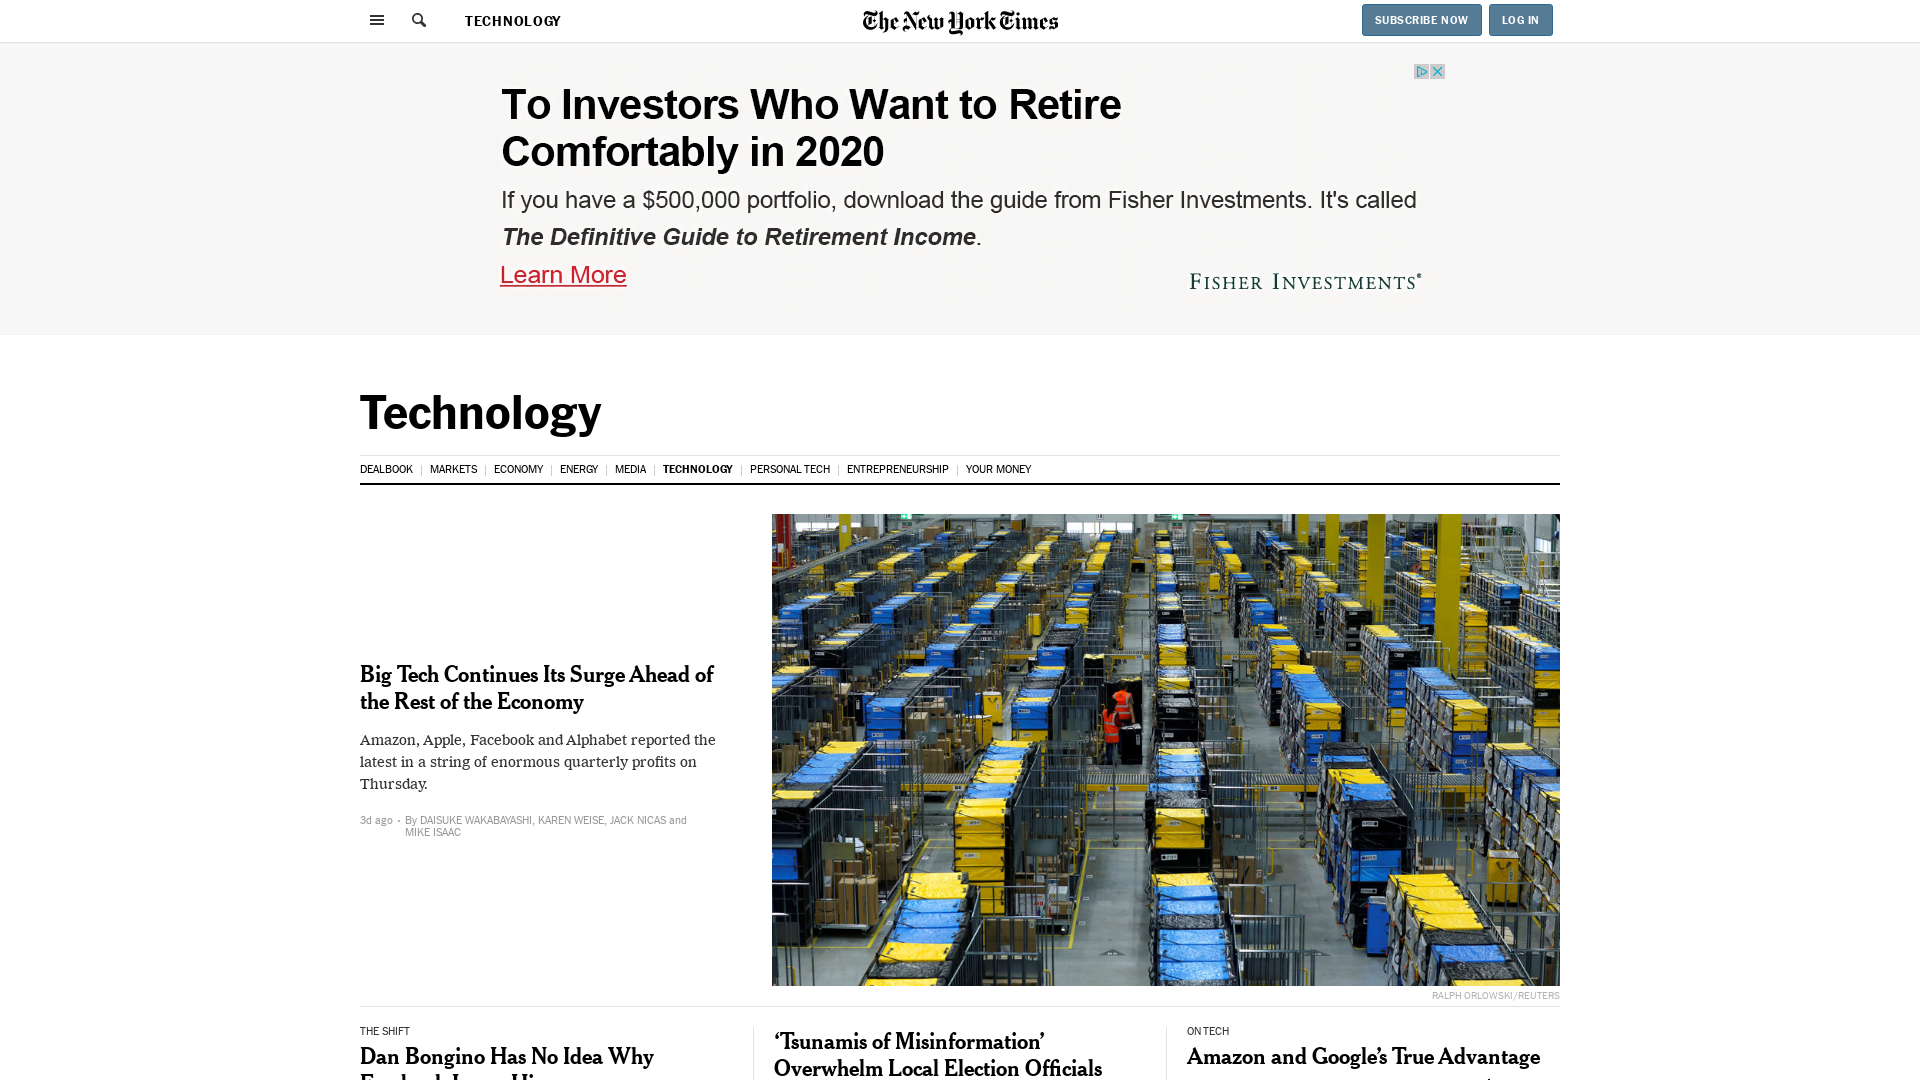 TECHNOLOGY
The New York Times
SUBSCRIBE NOW
LOG IN
To Investors Who Want to Retire
Comfortably in 2020
If you have a $500,000 portfolio, download the guide from Fisher Investments. It's called
The Definitive Guide to Retirement Income.
Learn More
FISHER INVESTMENTS®
Technology
DEALBOOK
MARKETS
ECONOMY
ENERGY
MEDIA
TECHNOLOGY
PERSONAL TECH
ENTREPRENEURSHIP
YOUR MONEY
Big Tech Continues Its Surge Ahead of
the Rest of the Economy
Amazon, Apple, Facebook and Alphabet reported the
latest in a string of enormous quarterly profits on
Thursday.
3d ago · By DAISUKE WAKABAYASHI, KAREN WEISE, JACK NICAS and
MIKE ISAAC
RALPH ORLOWSKI/REUTERS
THE SHIFT
Dan Bongino Has No Idea Why
‘Tsunamis of Misinformation’
Overwhelm Local Election Officials
ON TECH
Amazon and Google’s True Advantage